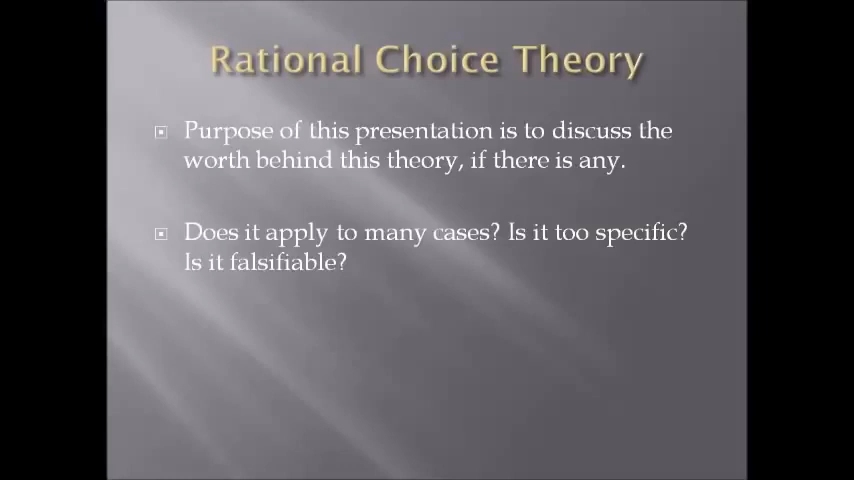 Rational Choice Theory
Purpose of this presentation is to discuss the
worth behind this theory, if there is any.
Does it apply to many cases? Is it too specific?
Is it falsifiable?